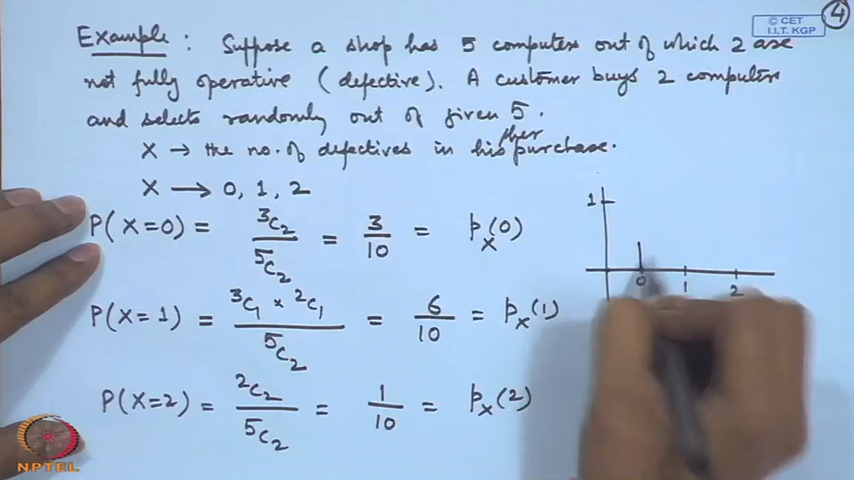 © CET
I.I.T. KGP
4
Example : Suppose a shop has 5 computers out of which 2 are
not fully operative (defective). A customer buys 2 computers
and selects randomly out of given 5.
X → the no. of defectives in his/her purchase.
X → 0, 1, 2
P(X=0) = ³C₂ / ⁵C₂ = 3/10 = p_X(0)
P(X=1) = ³C₁ × ²C₁ / ⁵C₂ = 6/10 = p_X(1)
P(X=2) = ²C₂ / ⁵C₂ = 1/10 = p_X(2)
1
0 1 2
NPTEL